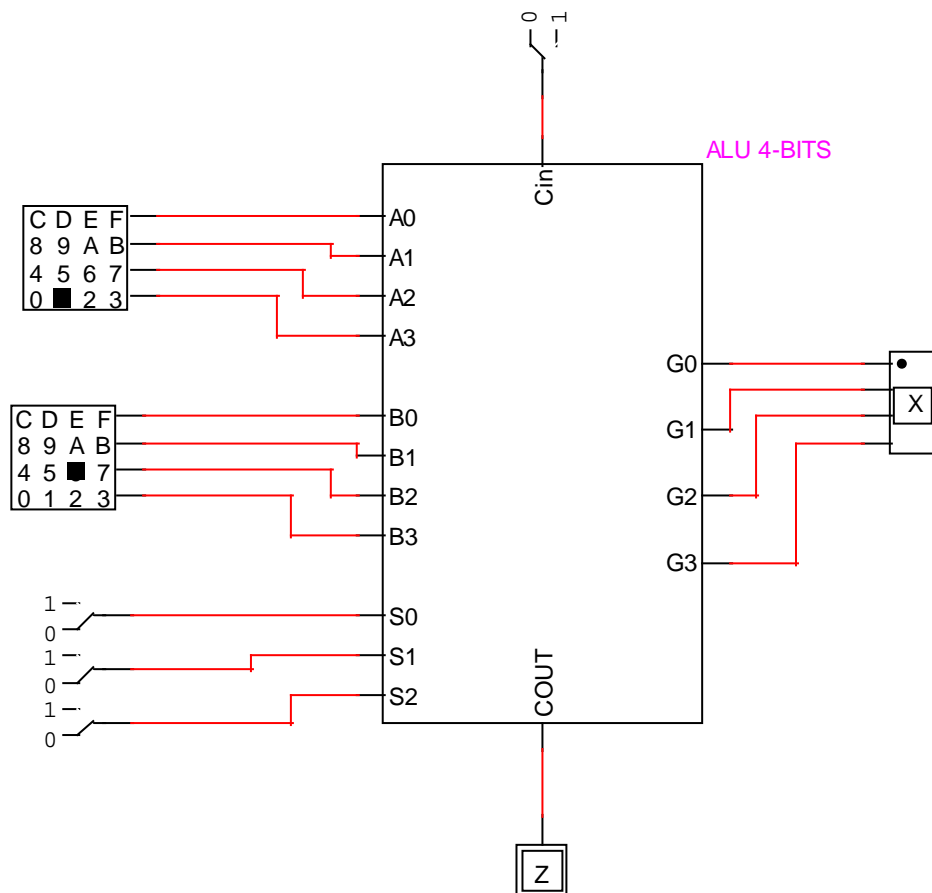 0 1
ALU 4-BITS
Cin
C D E F
8 9 A B
4 5 6 7
0 2 3
A0
A1
A2
A3
C D E F
8 9 A B
4 5 7
0 1 2 3
B0
B1
B2
B3
G0
G1
G2
G3
X
1
0
S0
1
0
S1
1
0
S2
COUT
Z